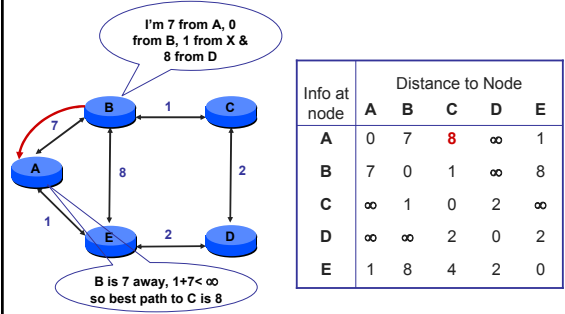 I'm 7 from A, 0
from B, 1 from X &
8 from D
B
1
C
7
A
8
2
1
E
2
D
B is 7 away, 1+7< ∞
so best path to C is 8
Info at
node
Distance to Node
A B C D E
A 0 7 8 ∞ 1
B 7 0 1 ∞ 8
C ∞ 1 0 2 ∞
D ∞ ∞ 2 0 2
E 1 8 4 2 0